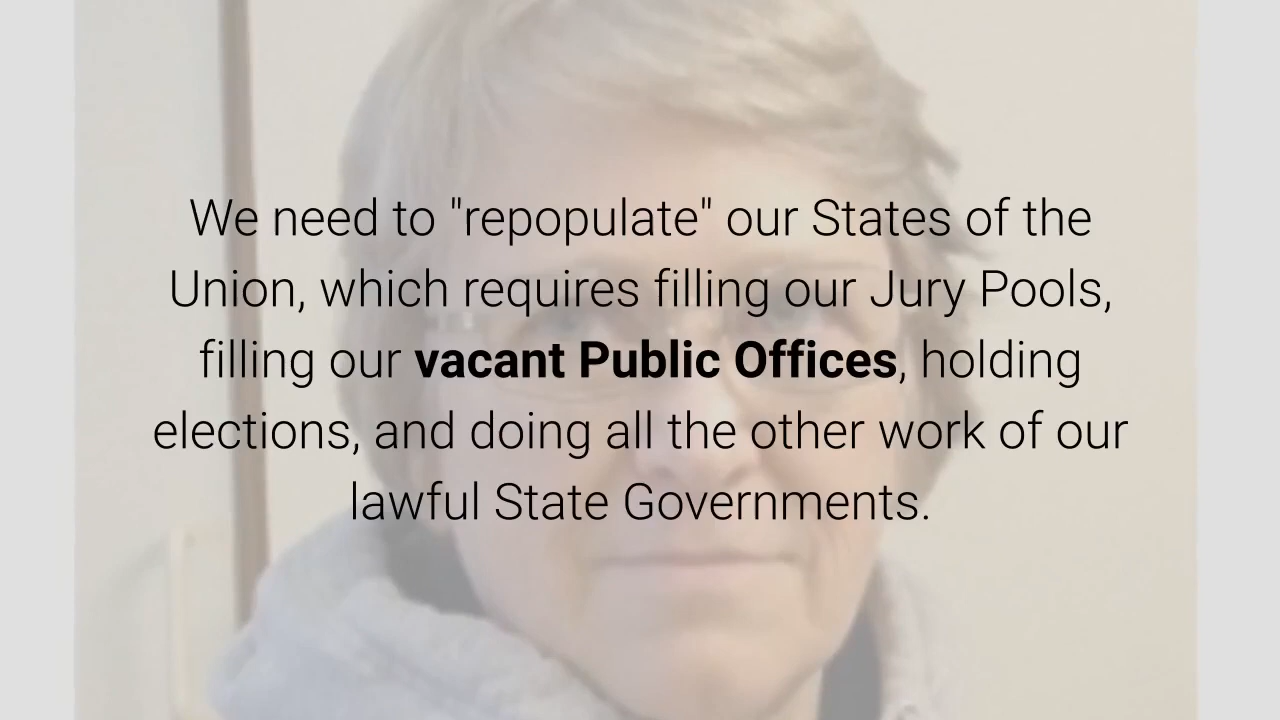 We need to "repopulate" our States of the
Union, which requires filling our Jury Pools,
filling our vacant Public Offices, holding
elections, and doing all the other work of our
lawful State Governments.